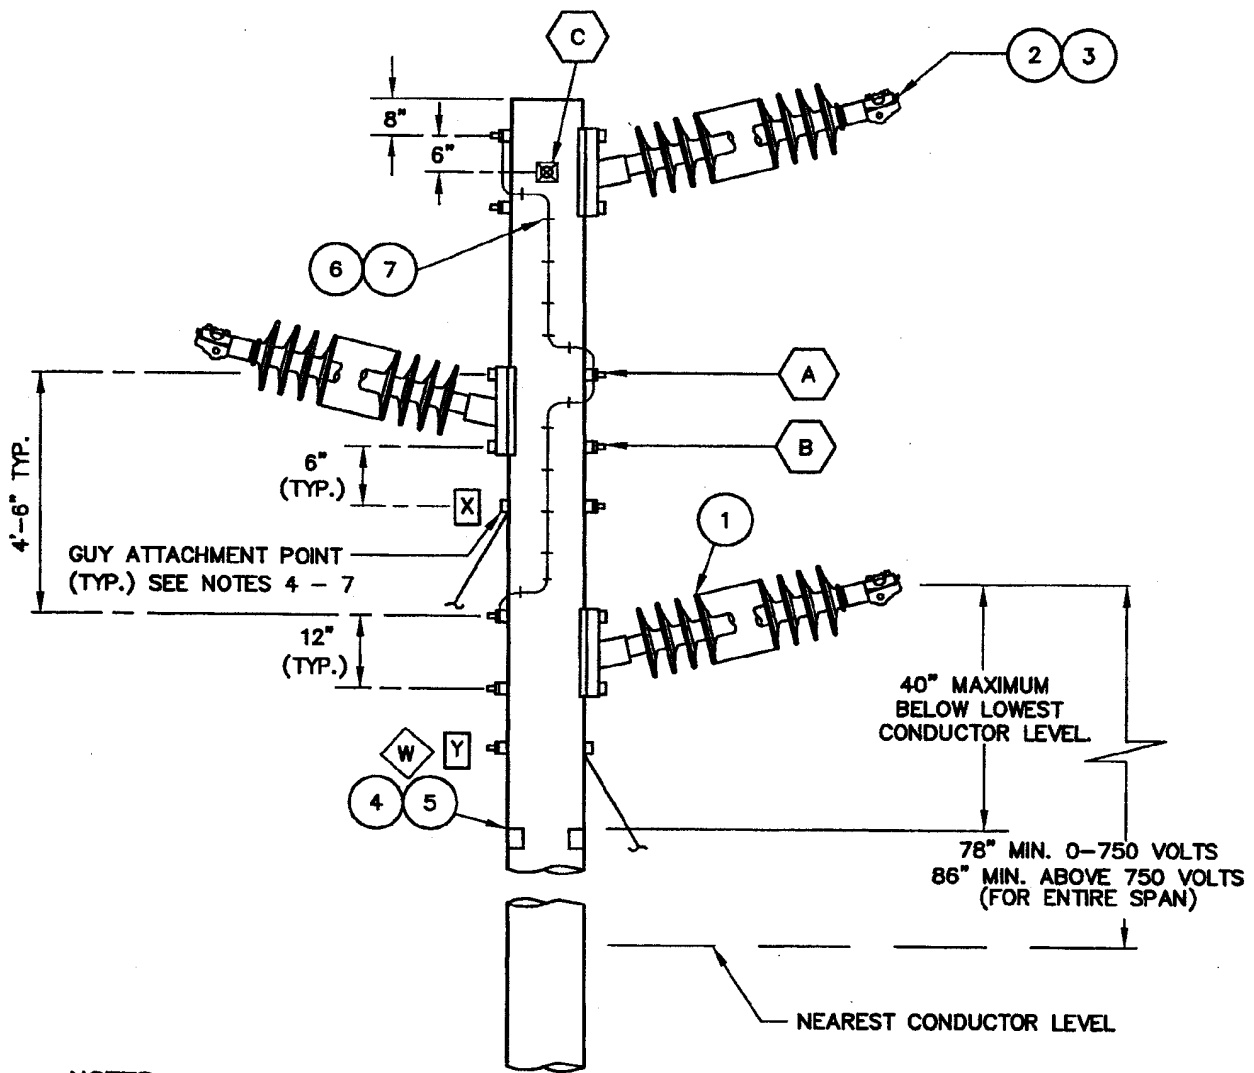 C
2 3
8"
6"
6 7
A
B
4'-6" TYP.
6"
(TYP.)
X
1
GUY ATTACHMENT POINT
(TYP.) SEE NOTES 4 - 7
12"
(TYP.)
40" MAXIMUM
BELOW LOWEST
CONDUCTOR LEVEL.
W Y
4 5
78" MIN. 0-750 VOLTS
86" MIN. ABOVE 750 VOLTS
(FOR ENTIRE SPAN)
NEAREST CONDUCTOR LEVEL